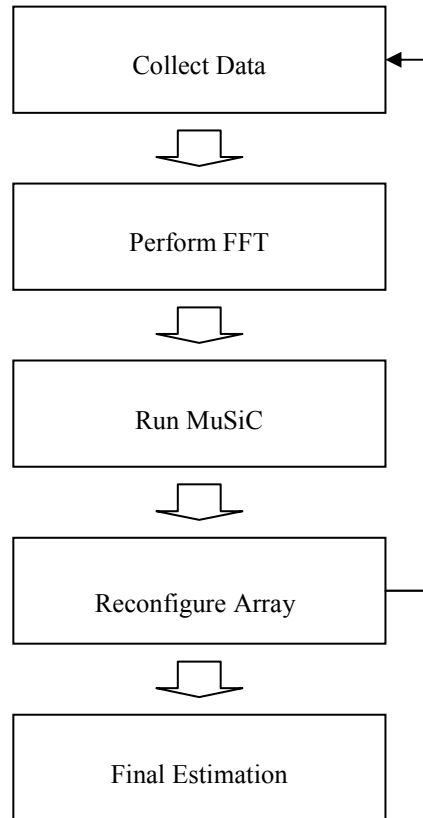 Collect Data
Perform FFT
Run MuSiC
Reconfigure Array
Final Estimation